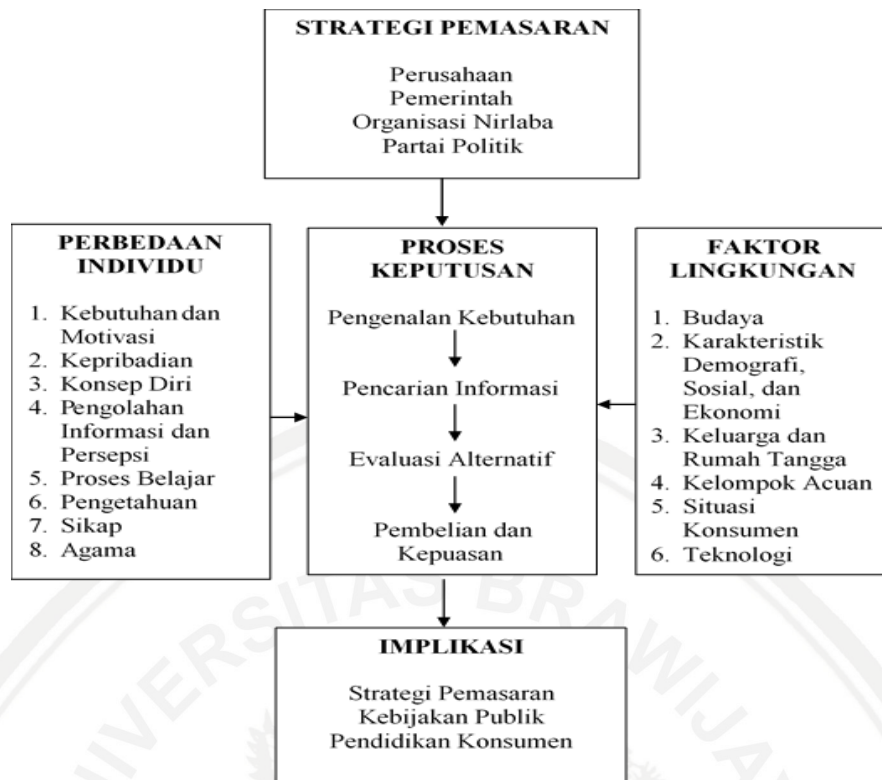 STRATEGI PEMASARAN
Perusahaan
Pemerintah
Organisasi Nirlaba
Partai Politik
PERBEDAAN
INDIVIDU
1. Kebutuhan dan
Motivasi
2. Kepribadian
3. Konsep Diri
4. Pengolahan
Informasi dan
Persepsi
5. Proses Belajar
6. Pengetahuan
7. Sikap
8. Agama
PROSES
KEPUTUSAN
Pengenalan Kebutuhan
Pencarian Informasi
Evaluasi Alternatif
Pembelian dan
Kepuasan
FAKTOR
LINGKUNGAN
1. Budaya
2. Karakteristik
Demografi,
Sosial, dan
Ekonomi
3. Keluarga dan
Rumah Tangga
4. Kelompok Acuan
5. Situasi
Konsumen
6. Teknologi
IMPLIKASI
Strategi Pemasaran
Kebijakan Publik
Pendidikan Konsumen